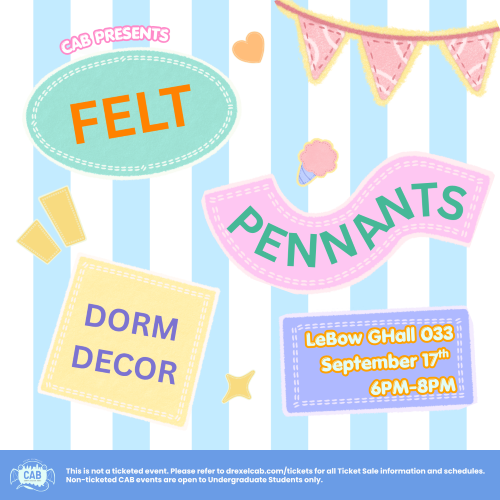 CAB PRESENTS
FELT
PENNANTS
DORM
DECOR
LeBow GHall 033
September 17th
6PM-8PM
CAB
This is not a ticketed event. Please refer to drexelcab.com/tickets for all Ticket Sale information and schedules.
Non-ticketed CAB events are open to Undergraduate Students only.